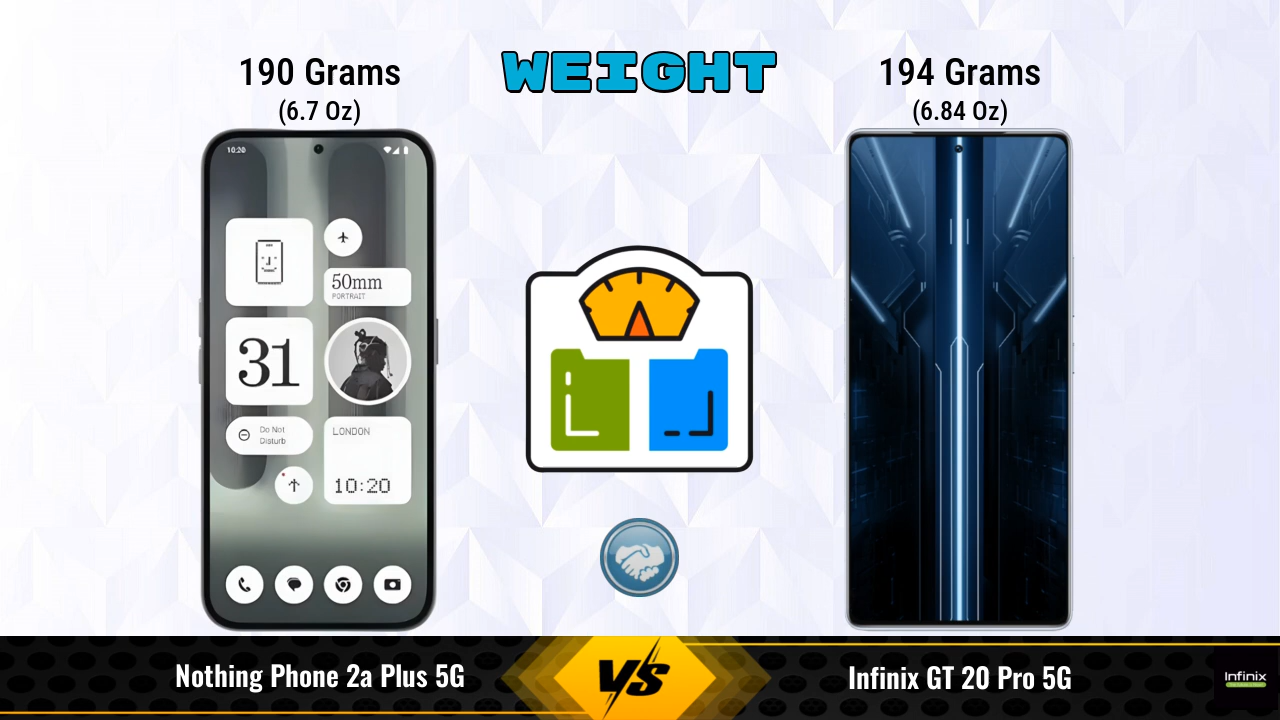 WEIGHT
190 Grams
(6.7 Oz)
194 Grams
(6.84 Oz)
10:20
50mm
PORTRAIT
31
Do Not
Disturb
LONDON
10:20
Nothing Phone 2a Plus 5G
VS
Infinix GT 20 Pro 5G
Infinix